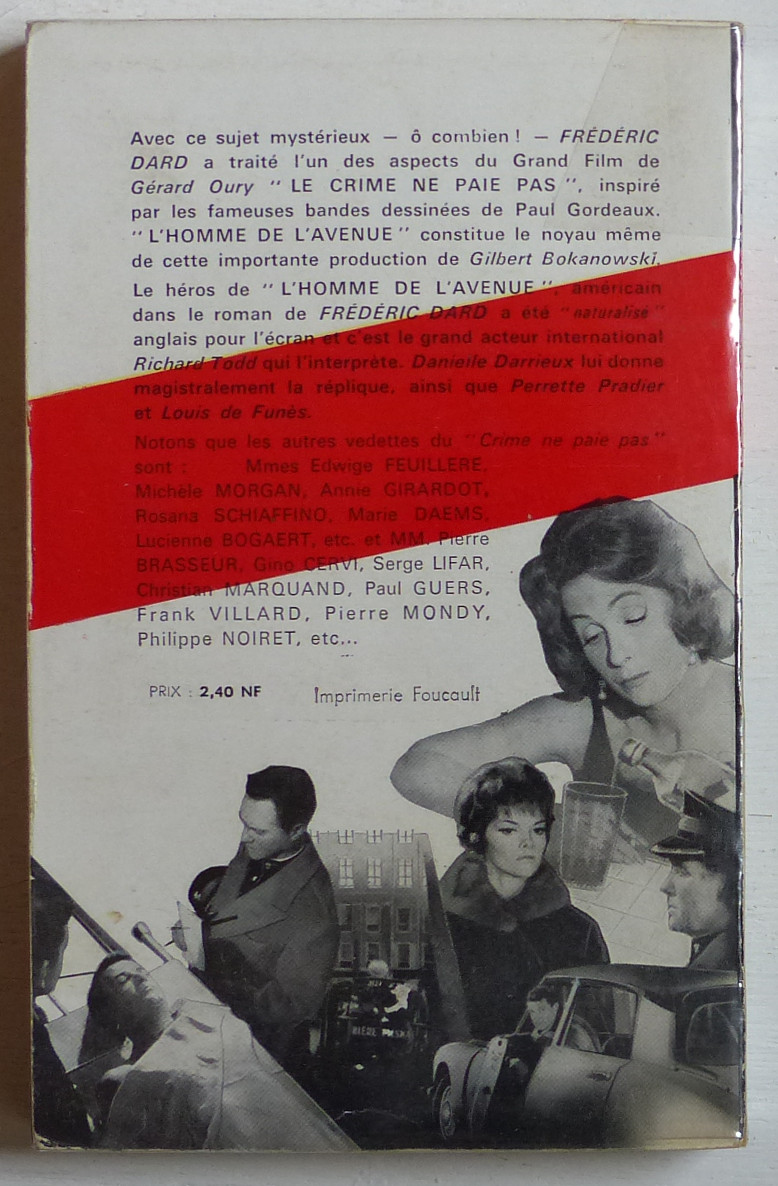 Avec ce sujet mystérieux — ô combien ! — FRÉDÉRIC
DARD a traité l'un des aspects du Grand Film de
Gérard Oury “ LE CRIME NE PAIE PAS ”, inspiré
par les fameuses bandes dessinées de Paul Gordeaux.
“ L'HOMME DE L'AVENUE ” constitue le noyau même
de cette importante production de Gilbert Bokanowski.
Le héros de “ L'HOMME DE L'AVENUE ”, américain
dans le roman de FRÉDÉRIC DARD a été “ naturalisé ”
anglais pour l'écran et c'est le grand acteur international
Richard Todd qui l'interprète. Danielle Darrieux lui donne
magistralement la réplique, ainsi que Perrette Pradier
et Louis de Funès.
Notons que les autres vedettes du “ Crime ne paie pas ”
sont : Mmes Edwige FEUILLERE,
Michèle MORGAN, Annie GIRARDOT,
Rosana SCHIAFFINO, Marie DAEMS,
Lucienne BOGAERT, etc. et MM. Pierre
BRASSEUR, Gino CERVI, Serge LIFAR,
Christian MARQUAND, Paul GUERS,
Frank VILLARD, Pierre MONDY,
Philippe NOIRET, etc...
PRIX : 2,40 NF Imprimerie Foucault